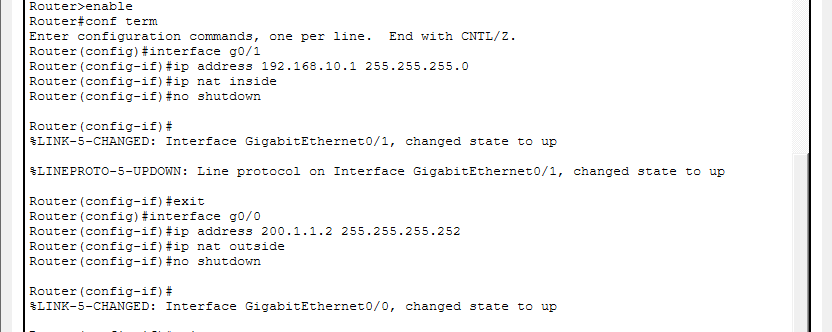 Router>enable
Router#conf term
Enter configuration commands, one per line.  End with CNTL/Z.
Router(config)#interface g0/1
Router(config-if)#ip address 192.168.10.1 255.255.255.0
Router(config-if)#ip nat inside
Router(config-if)#no shutdown
Router(config-if)#
%LINK-5-CHANGED: Interface GigabitEthernet0/1, changed state to up
%LINEPROTO-5-UPDOWN: Line protocol on Interface GigabitEthernet0/1, changed state to up
Router(config-if)#exit
Router(config)#interface g0/0
Router(config-if)#ip address 200.1.1.2 255.255.255.252
Router(config-if)#ip nat outside
Router(config-if)#no shutdown
Router(config-if)#
%LINK-5-CHANGED: Interface GigabitEthernet0/0, changed state to up